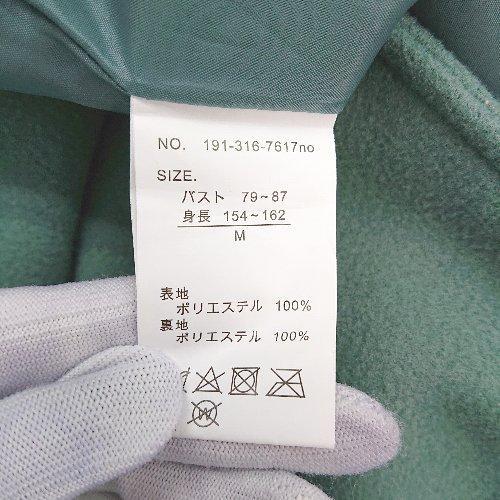 NO. 191-316-7617no
SIZE.
バスト 79~87
身長 154~162
M
表地
ポリエステル 100%
裏地
ポリエステル 100%
W